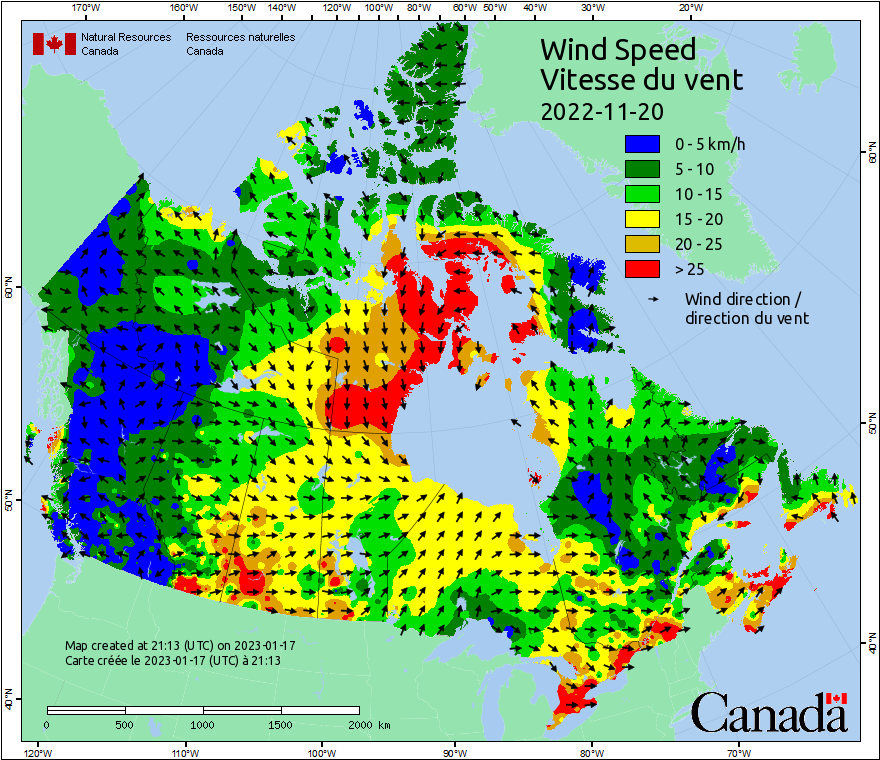 170°W 160°W 150°W 140°W 130°W 120°W 110°W 100°W 90°W 80°W 60°W 50°W 40°W 30°W 20°W
Natural Resources Ressources naturelles
Canada Canada
Wind Speed
Vitesse du vent
2022-11-20
0 - 5 km/h
5 - 10
10 - 15
15 - 20
20 - 25
> 25
Wind direction /
direction du vent
60°N
60°N
50°N
50°N
40°N
40°N
Map created at 21:13 (UTC) on 2023-01-17
Carte créée le 2023-01-17 (UTC) à 21:13
0 500 1000 1500 2000 km
Canada
120°W 110°W 100°W 90°W 80°W 70°W